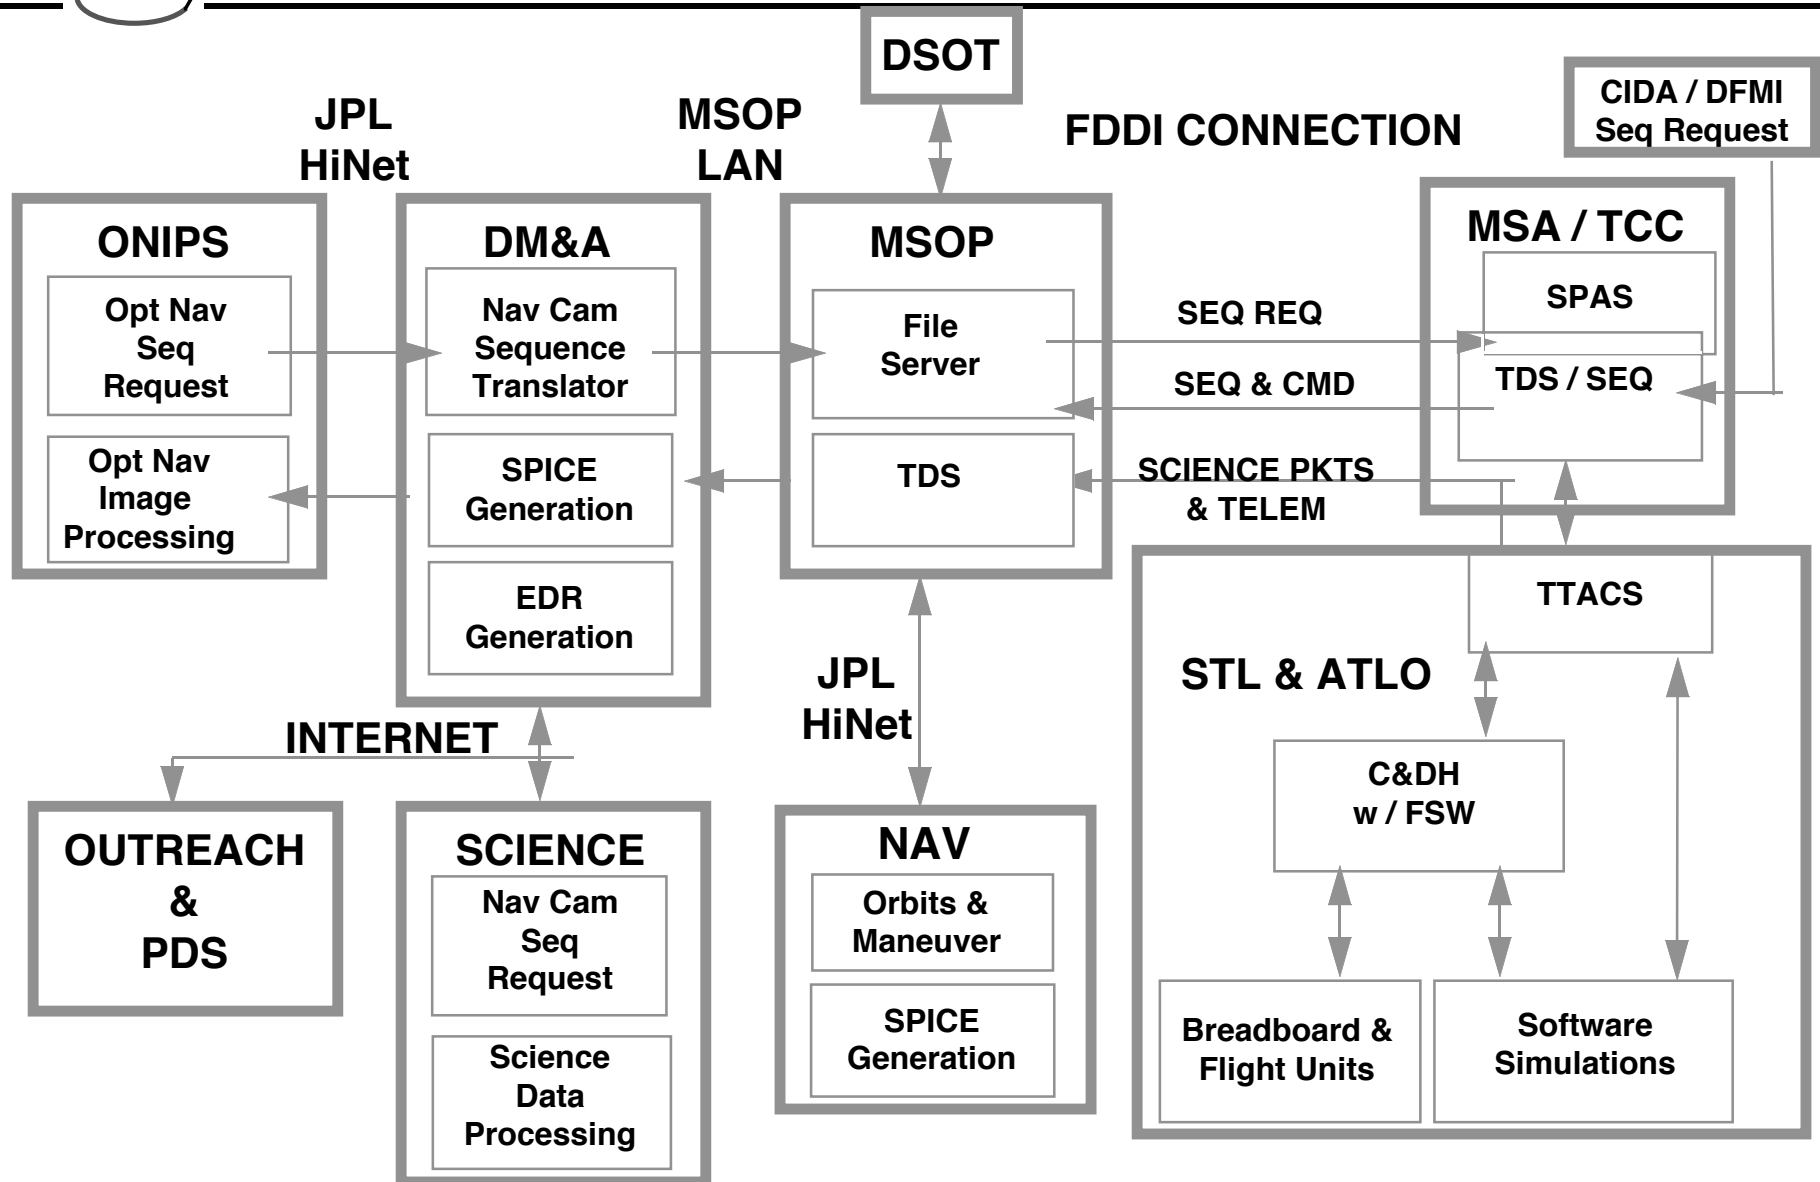 DSOT
CIDA / DFMI
Seq Request
JPL
HiNet
MSOP
LAN
FDDI CONNECTION
ONIPS
Opt Nav
Seq
Request
Opt Nav
Image
Processing
DM&A
Nav Cam
Sequence
Translator
SPICE
Generation
EDR
Generation
MSOP
File
Server
TDS
SEQ REQ
SEQ & CMD
SCIENCE PKTS
& TELEM
MSA / TCC
SPAS
TDS / SEQ
TTACS
STL & ATLO
C&DH
w / FSW
Breadboard &
Flight Units
Software
Simulations
JPL
HiNet
INTERNET
OUTREACH
&
PDS
SCIENCE
Nav Cam
Seq
Request
Science
Data
Processing
NAV
Orbits &
Maneuver
SPICE
Generation